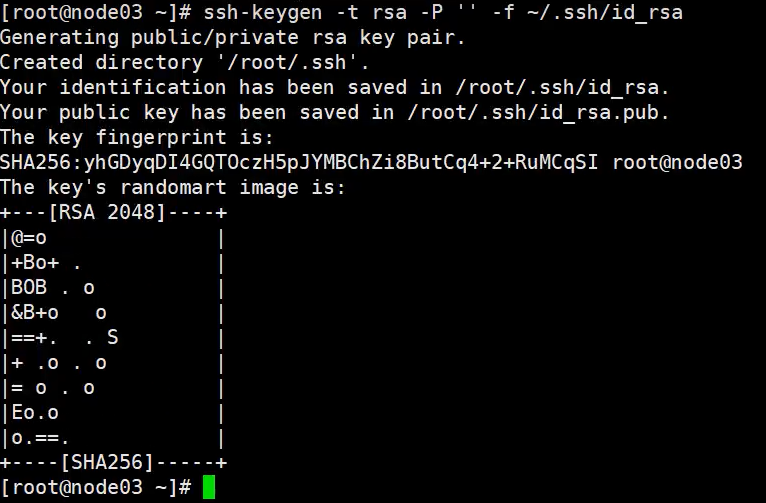 [root@node03 ~]# ssh-keygen -t rsa -P '' -f ~/.ssh/id_rsa
Generating public/private rsa key pair.
Created directory '/root/.ssh'.
Your identification has been saved in /root/.ssh/id_rsa.
Your public key has been saved in /root/.ssh/id_rsa.pub.
The key fingerprint is:
SHA256:yhGDyqDI4GQTOczH5pJYMBChZi8ButCq4+2+RuMCqSI root@node03
The key's randomart image is:
+---[RSA 2048]----+
|@=o              |
|+Bo+ .           |
|BOB . o          |
|&B+o   o         |
|==+.  . S        |
|+ .o . o         |
|= o . o          |
|Eo.o             |
|o.==.            |
+----[SHA256]-----+
[root@node03 ~]#